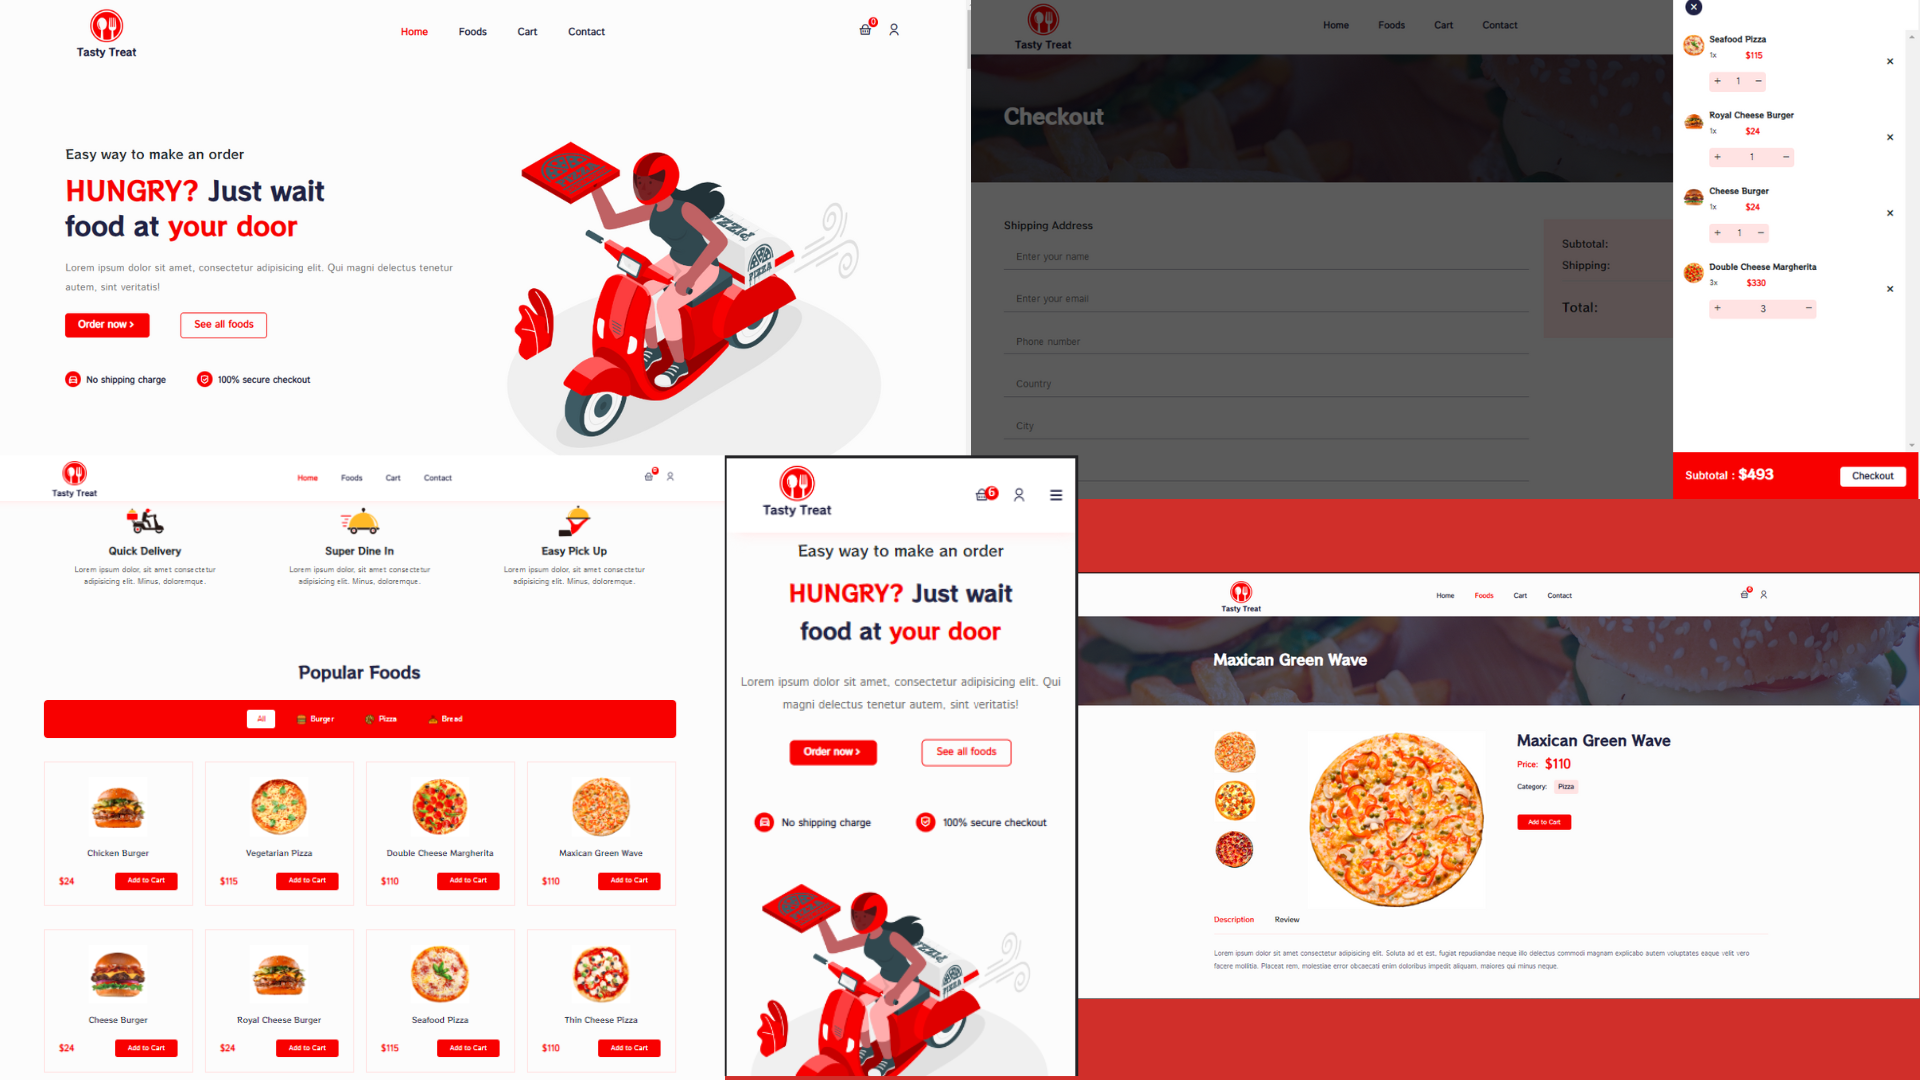 Tasty Treat
Home Foods Cart Contact
0
Easy way to make an order
HUNGRY? Just wait
food at your door
Lorem ipsum dolor sit amet, consectetur adipisicing elit. Qui magni delectus tenetur
autem, sint veritatis!
Order now >
See all foods
No shipping charge
100% secure checkout
PIZZA
PIZZA
PIZZA
Tasty Treat
Home Foods Cart Contact
Checkout
Shipping Address
Enter your name
Enter your email
Phone number
Country
City
Subtotal:
Shipping:
Total:
Seafood Pizza
1x $115
+ 1 −
Royal Cheese Burger
1x $24
+ 1 −
Cheese Burger
1x $24
+ 1 −
Double Cheese Margherita
3x $330
+ 3 −
Subtotal : $493
Checkout
Tasty Treat
Home Foods Cart Contact
Quick Delivery
Lorem ipsum dolor, sit amet consectetur
adipisicing elit. Minus, doloremque.
Super Dine In
Lorem ipsum dolor, sit amet consectetur
adipisicing elit. Minus, doloremque.
Easy Pick Up
Lorem ipsum dolor, sit amet consectetur
adipisicing elit. Minus, doloremque.
Popular Foods
All Burger Pizza Bread
Chicken Burger
$24 Add to Cart
Vegetarian Pizza
$115 Add to Cart
Double Cheese Margherita
$110 Add to Cart
Maxican Green Wave
$110 Add to Cart
Cheese Burger
$24 Add to Cart
Royal Cheese Burger
$24 Add to Cart
Seafood Pizza
$115 Add to Cart
Thin Cheese Pizza
$110 Add to Cart
Tasty Treat
6
Easy way to make an order
HUNGRY? Just wait
food at your door
Lorem ipsum dolor sit amet, consectetur adipisicing elit. Qui
magni delectus tenetur autem, sint veritatis!
Order now >
See all foods
No shipping charge
100% secure checkout
PIZZA
PIZZA
PIZZA
Tasty Treat
Home Foods Cart Contact
Maxican Green Wave
Maxican Green Wave
Price: $110
Category: Pizza
Add to Cart
Description Review
Lorem ipsum dolor sit amet consectetur adipisicing elit. Soluta ad et est, fugiat repudiandae neque illo delectus commodi magnam explicabo autem voluptates eaque velit vero
facere mollitia. Placeat rem, molestiae error obcaecati enim doloribus impedit aliquam, maiores qui minus neque.